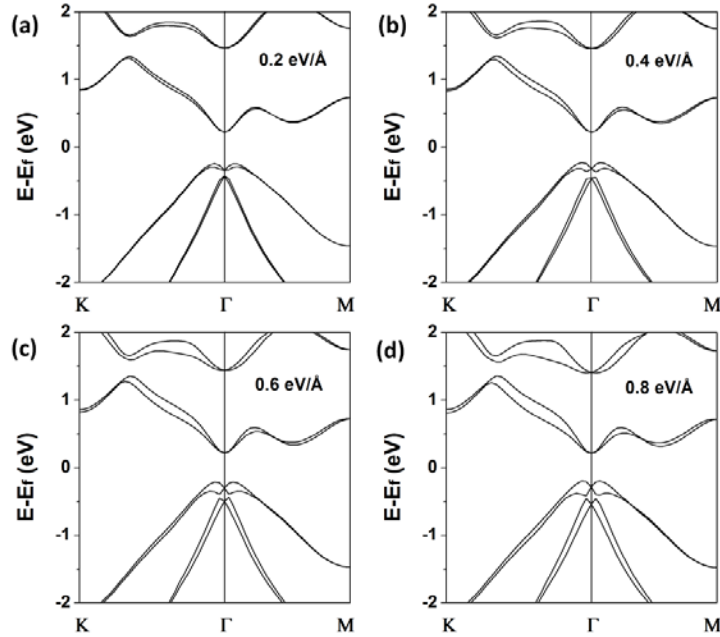 (a)
0.2 eV/Å
E-Ef (eV)
2
1
0
-1
-2
K
Γ
M
(b)
0.4 eV/Å
E-Ef (eV)
2
1
0
-1
-2
K
Γ
M
(c)
0.6 eV/Å
E-Ef (eV)
2
1
0
-1
-2
K
Γ
M
(d)
0.8 eV/Å
E-Ef (eV)
2
1
0
-1
-2
K
Γ
M